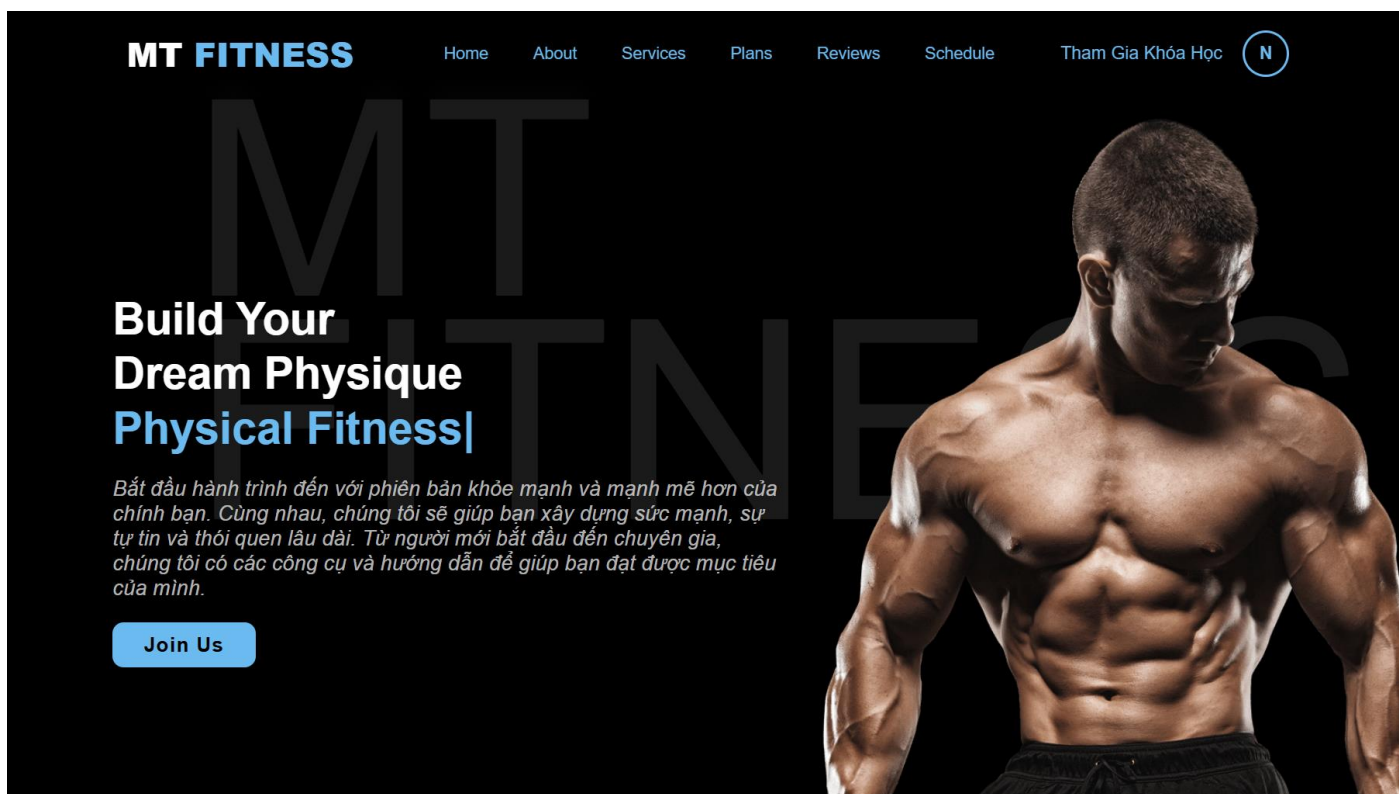 MT FITNESS Home About Services Plans Reviews Schedule Tham Gia Khóa Học N
MT
FITNESS
Build Your
Dream Physique
Physical Fitness|
Bắt đầu hành trình đến với phiên bản khỏe mạnh và mạnh mẽ hơn của
chính bạn. Cùng nhau, chúng tôi sẽ giúp bạn xây dựng sức mạnh, sự
tự tin và thói quen lâu dài. Từ người mới bắt đầu đến chuyên gia,
chúng tôi có các công cụ và hướng dẫn để giúp bạn đạt được mục tiêu
của mình.
Join Us